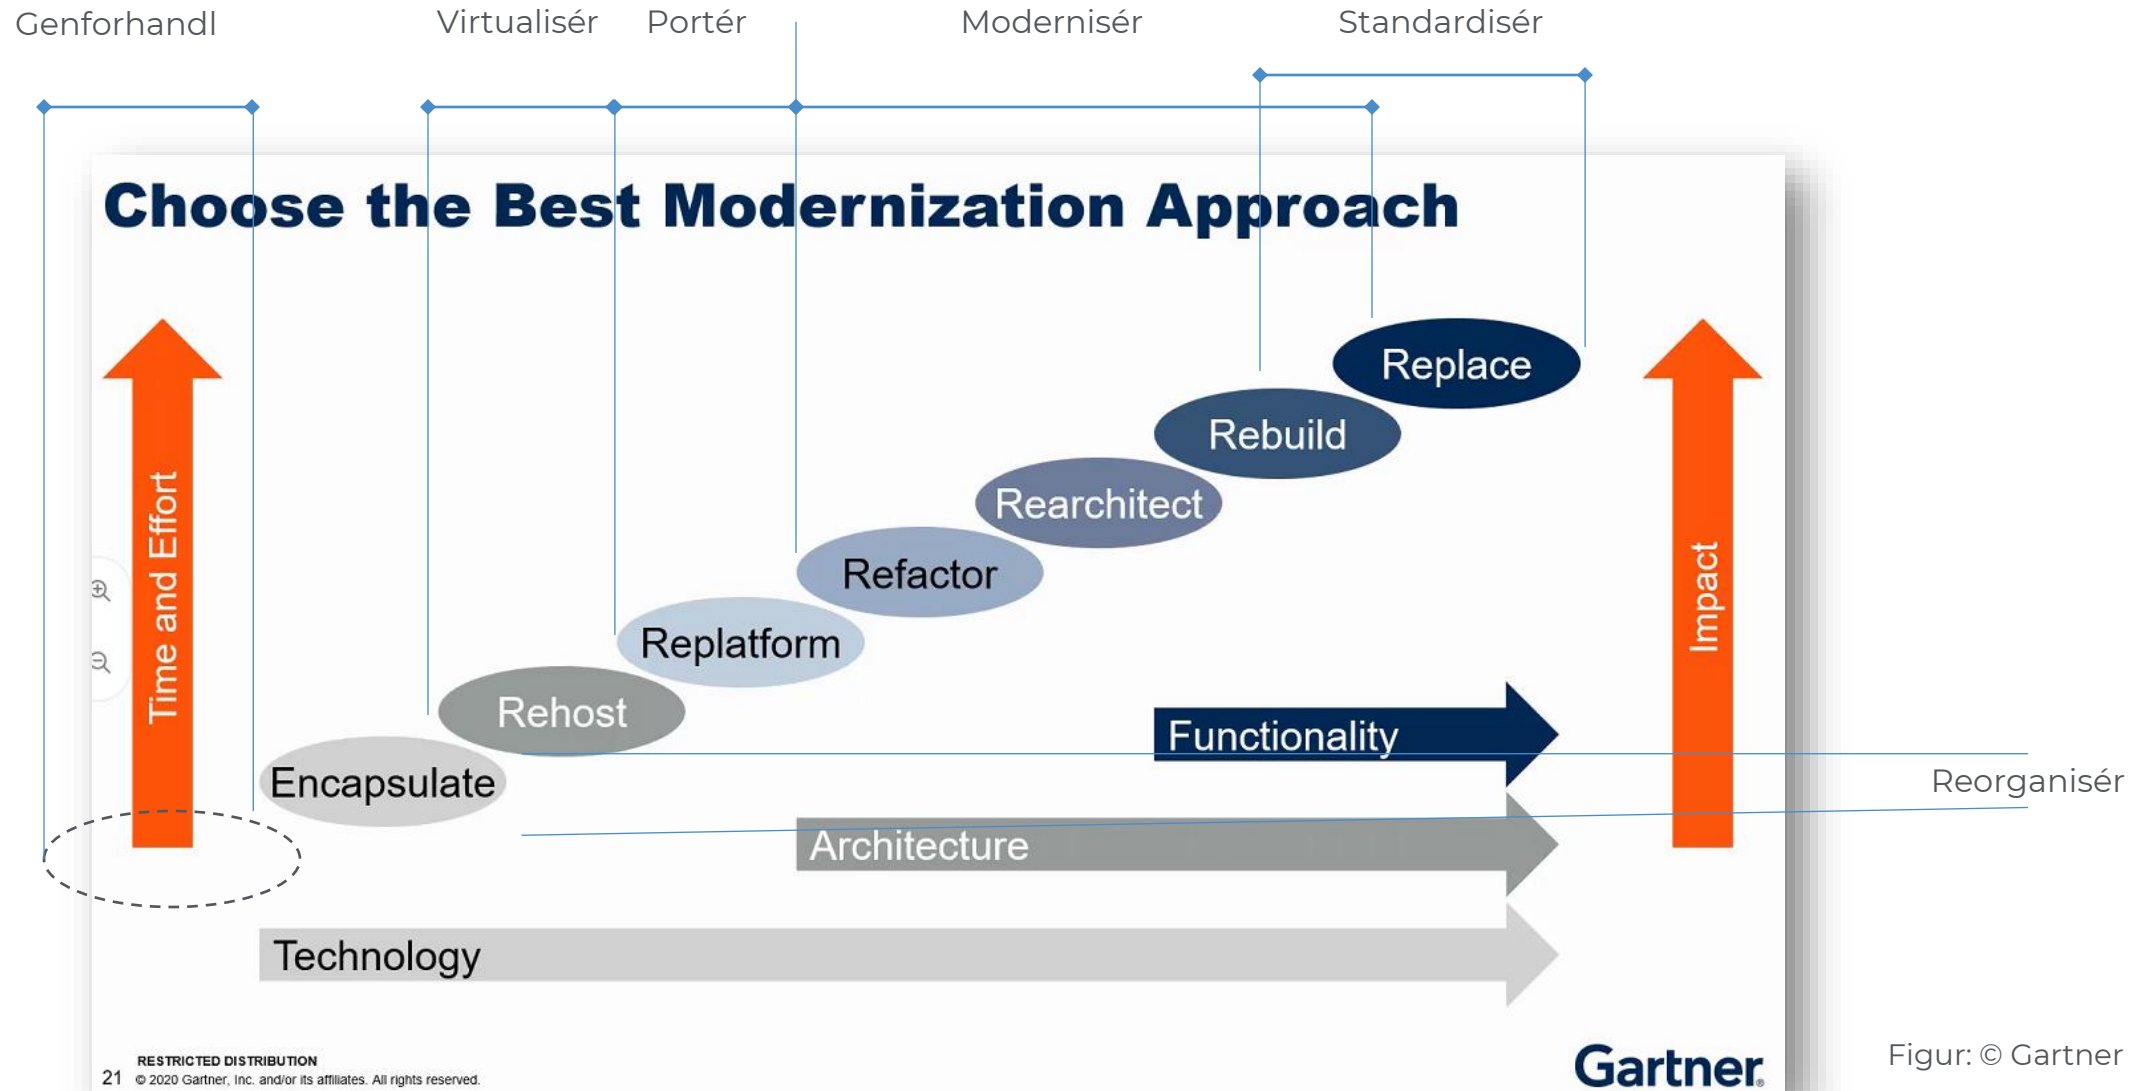 Genforhandl
Virtualisér
Portér
Modernisér
Standardisér
Choose the Best Modernization Approach
Replace
Rebuild
Rearchitect
Refactor
Replatform
Rehost
Encapsulate
Time and Effort
Impact
Functionality
Reorganisér
Architecture
Technology
RESTRICTED DISTRIBUTION
21 © 2020 Gartner, Inc. and/or its affiliates. All rights reserved.
Gartner®
Figur: © Gartner